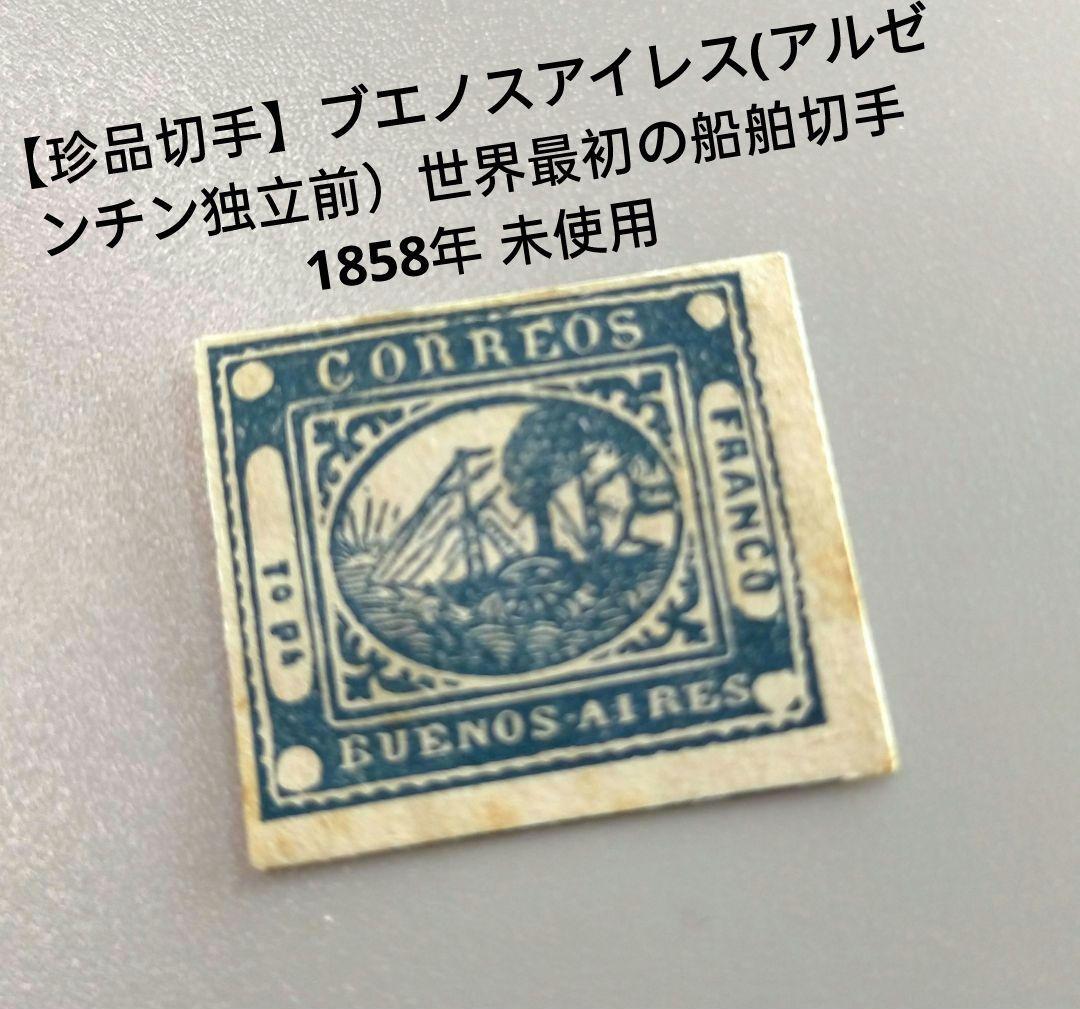 【珍品切手】ブエノスアイレス(アルゼ
ンチン独立前）世界最初の船舶切手
1858年 未使用
CORREOS
FRANCO
TO ps
BUENOS-AIRES